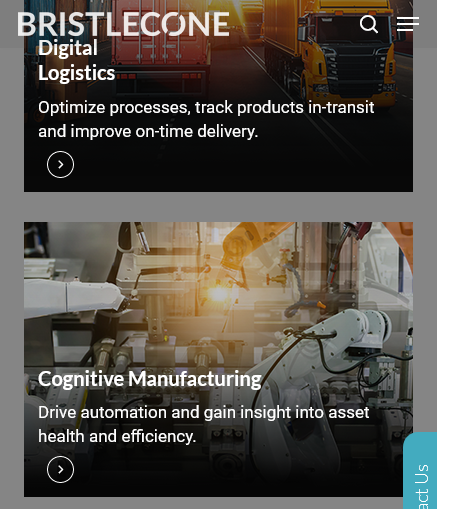 BRISTLECONE
Digital
Logistics
Optimize processes, track products in-transit
and improve on-time delivery.
Cognitive Manufacturing
Drive automation and gain insight into asset
health and efficiency.
Us